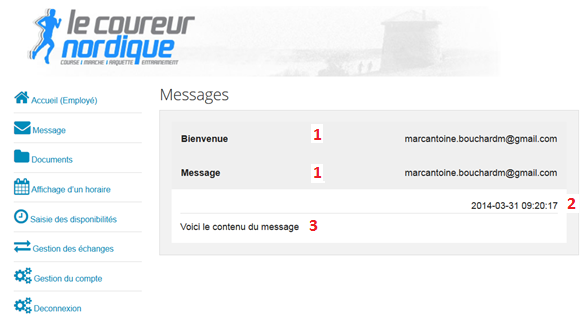 le coureur
nordique
COURSE | MARCHE | RAQUETTE ENTRAINEMENT
Messages
Accueil (Employé)
Message
Documents
Affichage d'un horaire
Saisie des disponibilités
Gestion des échanges
Gestion du compte
Deconnexion
Bienvenue 1 marcantoine.bouchardm@gmail.com
Message 1 marcantoine.bouchardm@gmail.com
2014-03-31 09:20:17 2
Voici le contenu du message 3